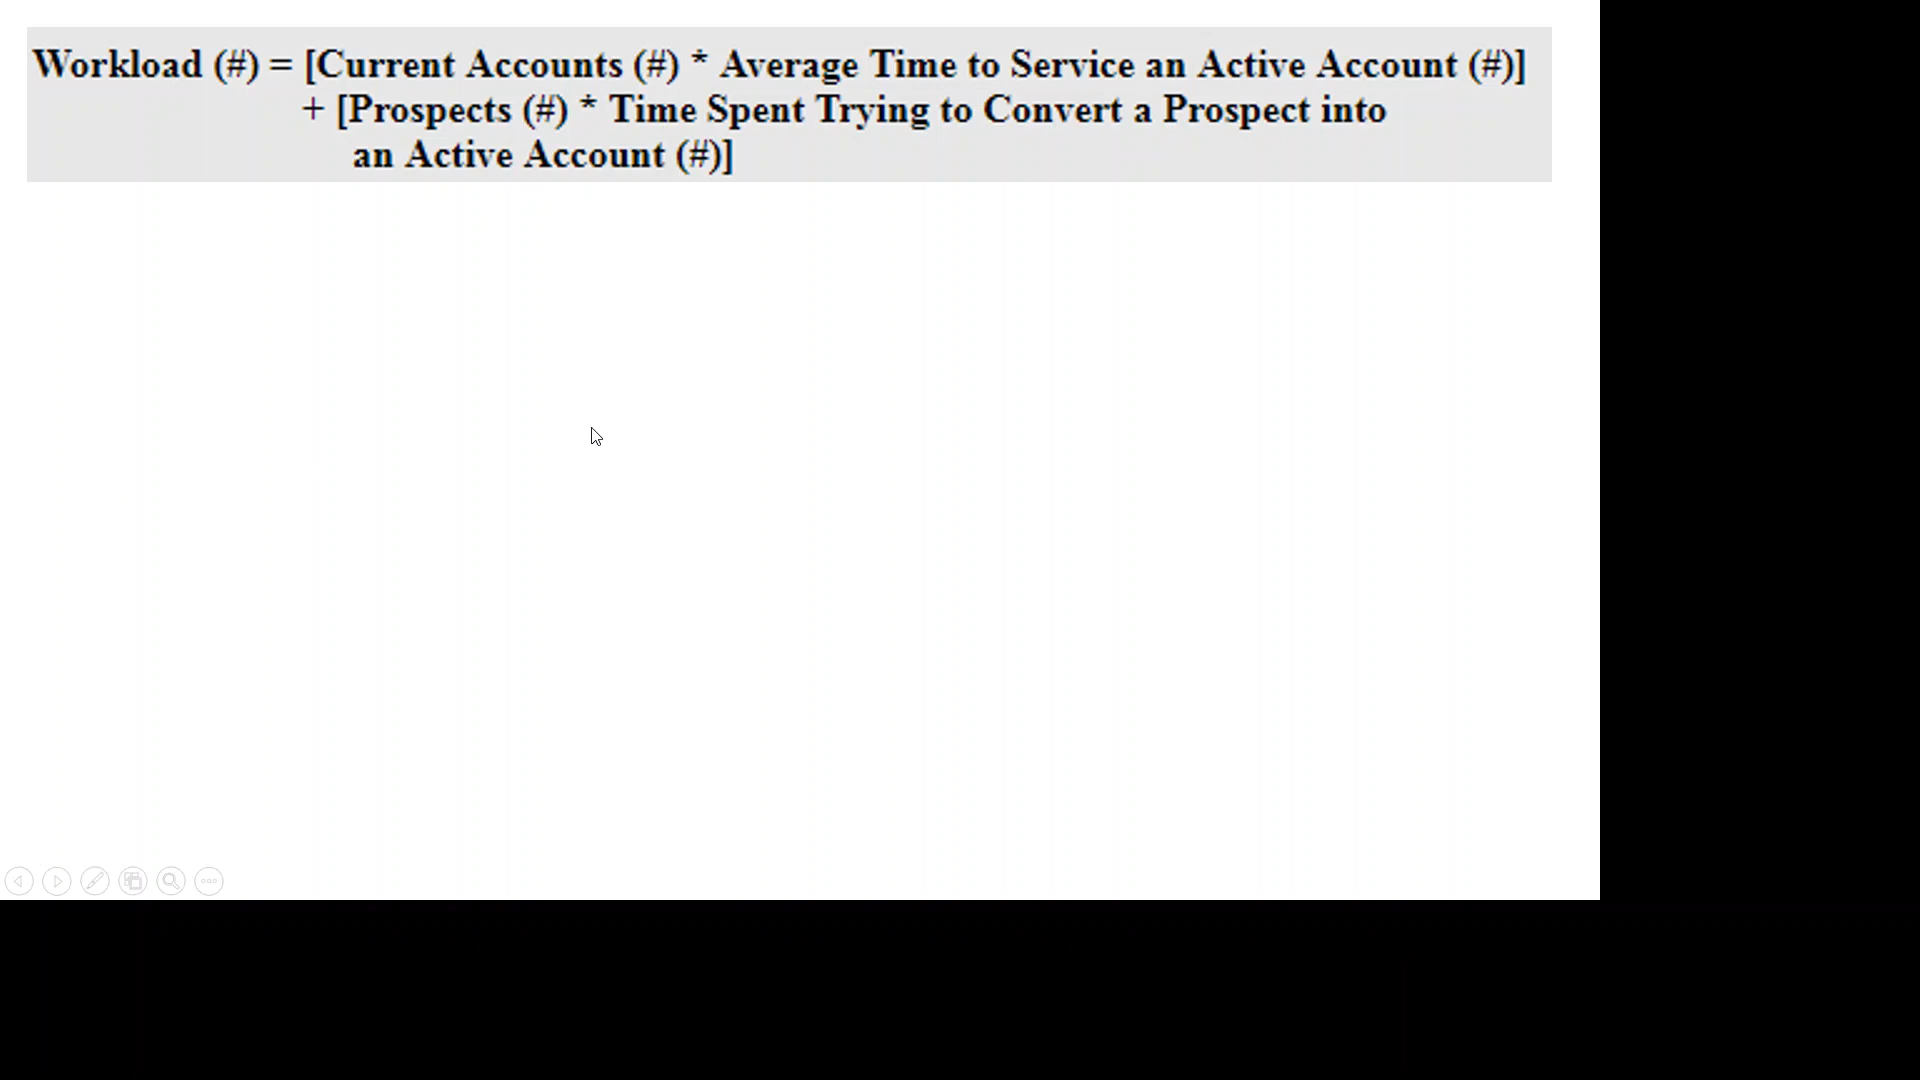 Workload (#) = [Current Accounts (#) * Average Time to Service an Active Account (#)]
+ [Prospects (#) * Time Spent Trying to Convert a Prospect into
an Active Account (#)]